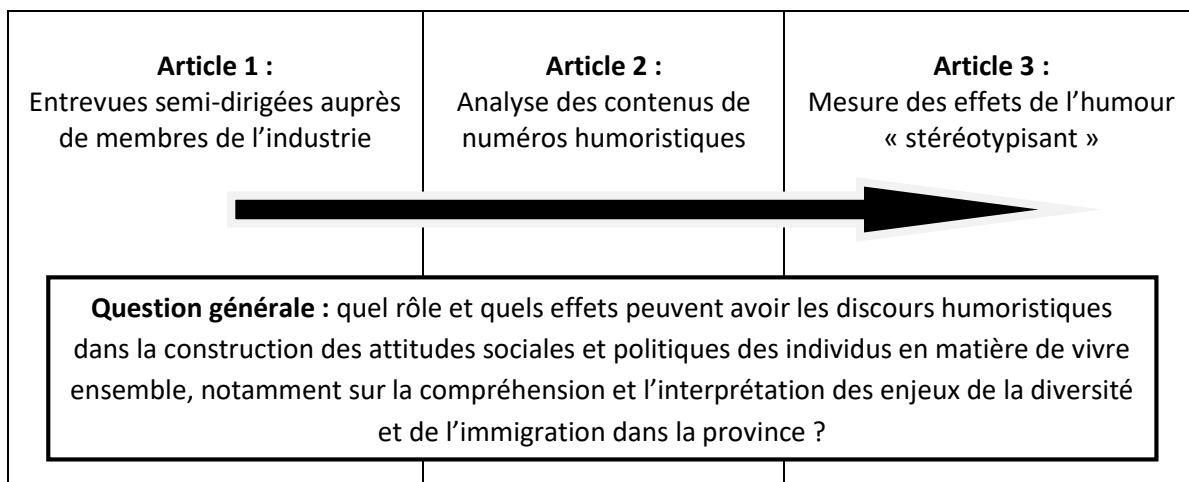 Article 1 :
Entrevues semi-dirigées auprès
de membres de l’industrie
Article 2 :
Analyse des contenus de
numéros humoristiques
Article 3 :
Mesure des effets de l’humour
« stéréotypisant »
Question générale : quel rôle et quels effets peuvent avoir les discours humoristiques
dans la construction des attitudes sociales et politiques des individus en matière de vivre
ensemble, notamment sur la compréhension et l’interprétation des enjeux de la diversité
et de l’immigration dans la province ?